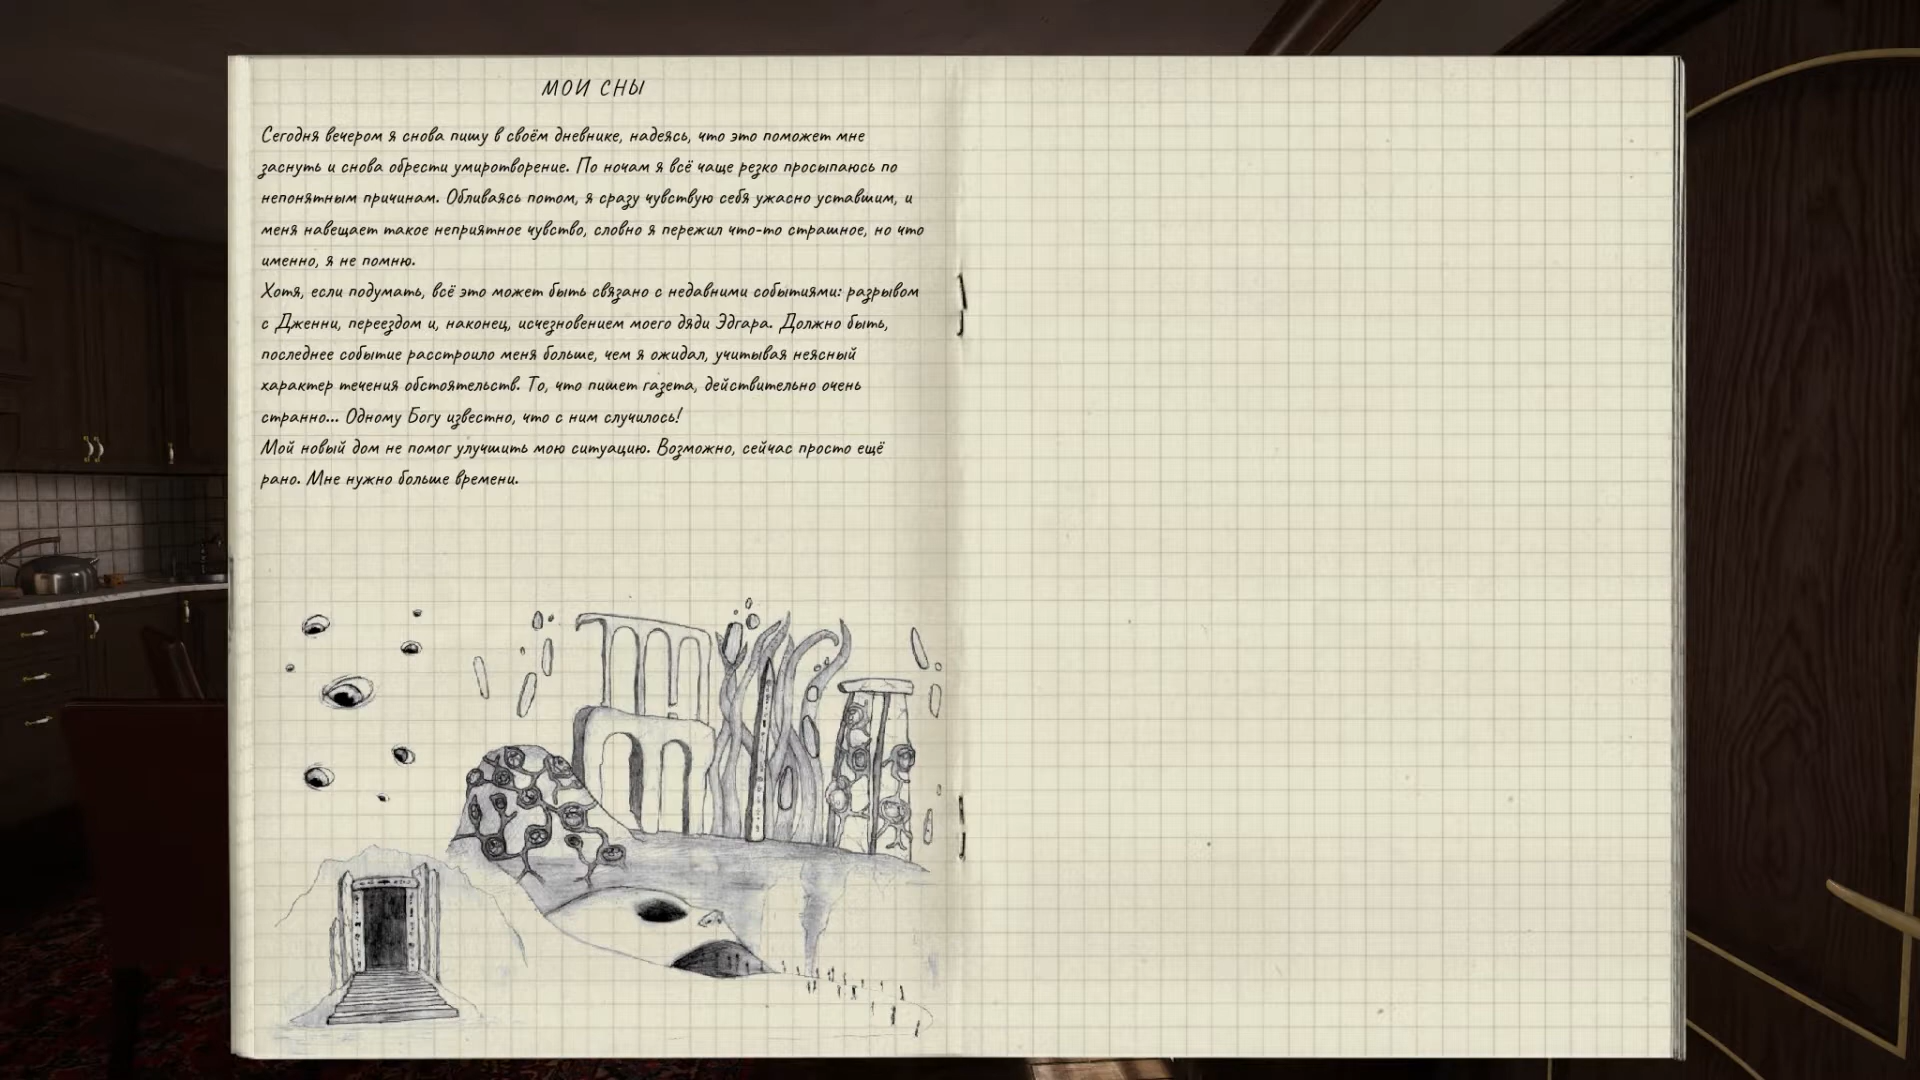 МОИ СНЫ
Сегодня вечером я снова пишу в своём дневнике, надеясь, что это поможет мне
заснуть и снова обрести умиротворение. По ночам я всё чаще резко просыпаюсь по
непонятным причинам. Обливаясь потом, я сразу чувствую себя ужасно уставшим, и
меня навещает такое неприятное чувство, словно я пережил что-то страшное, но что
именно, я не помню.
Хотя, если подумать, всё это может быть связано с недавними событиями: разрывом
с Дженни, переездом и, наконец, исчезновением моего дяди Эдгара. Должно быть,
последнее событие расстроило меня больше, чем я ожидал, учитывая неясный
характер течения обстоятельств. То, что пишет газета, действительно очень
странно... Одному Богу известно, что с ним случилось!
Мой новый дом не помог улучшить мою ситуацию. Возможно, сейчас просто ещё
рано. Мне нужно больше времени.